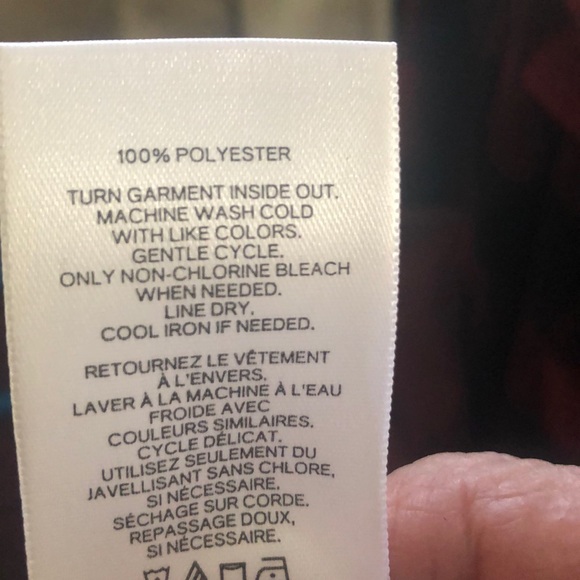 100% POLYESTER
TURN GARMENT INSIDE OUT.
MACHINE WASH COLD
WITH LIKE COLORS.
GENTLE CYCLE.
ONLY NON-CHLORINE BLEACH
WHEN NEEDED.
LINE DRY.
COOL IRON IF NEEDED.
RETOURNEZ LE VÊTEMENT
À L'ENVERS.
LAVER À LA MACHINE À L'EAU
FROIDE AVEC
COULEURS SIMILAIRES.
CYCLE DÉLICAT.
UTILISEZ SEULEMENT DU
JAVELLISANT SANS CHLORE,
SI NÉCESSAIRE.
SÉCHAGE SUR CORDE.
REPASSAGE DOUX,
SI NÉCESSAIRE.